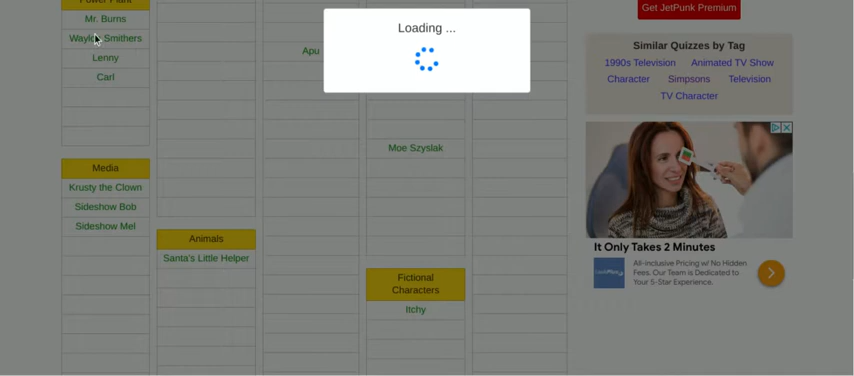 Power Plant
Mr. Burns
Waylon Smithers
Lenny
Carl
Media
Krusty the Clown
Sideshow Bob
Sideshow Mel
Animals
Santa's Little Helper
Apu
Loading ...
Moe Szyslak
Fictional
Characters
Itchy
Get JetPunk Premium
Similar Quizzes by Tag
1990s Television Animated TV Show
Character Simpsons Television
TV Character
It Only Takes 2 Minutes
All-inclusive Pricing w/ No Hidden
Fees. Our Team is Dedicated to
Your 5-Star Experience.